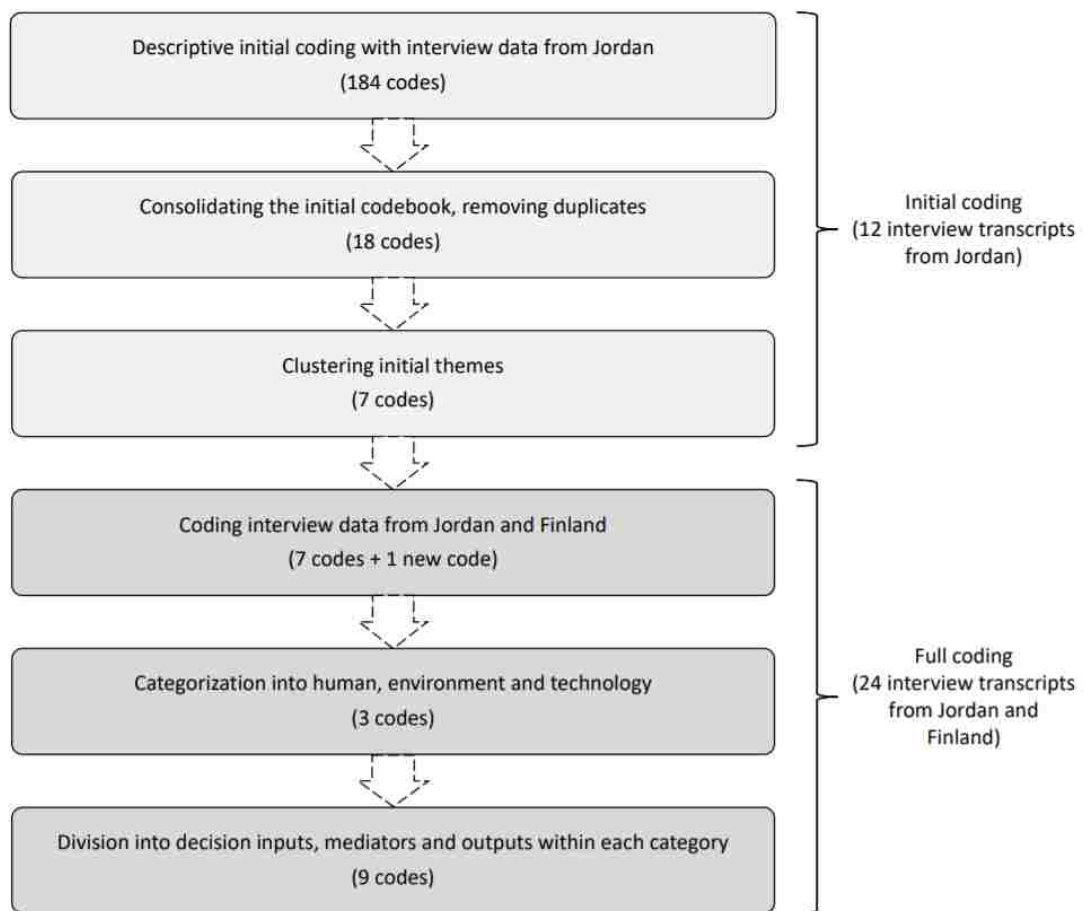 Descriptive initial coding with interview data from Jordan
(184 codes)
Consolidating the initial codebook, removing duplicates
(18 codes)
Clustering initial themes
(7 codes)
Initial coding
(12 interview transcripts
from Jordan)
Coding interview data from Jordan and Finland
(7 codes + 1 new code)
Categorization into human, environment and technology
(3 codes)
Division into decision inputs, mediators and outputs within each category
(9 codes)
Full coding
(24 interview transcripts
from Jordan and
Finland)